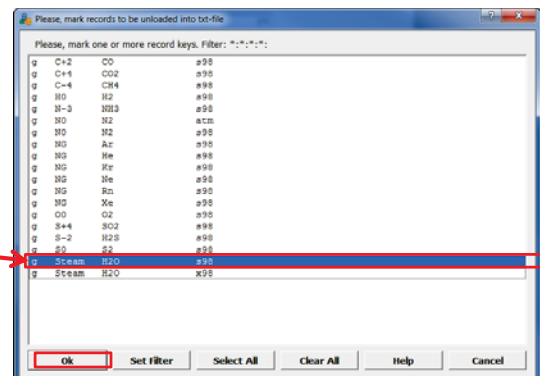 Please, mark records to be unloaded into txt-file
Please, mark one or more record keys. Filter: *:*:*:*:
g C+2 CO s98
g C+4 CO2 s98
g C-4 CH4 s98
g H0 H2 s98
g N-3 NH3 s98
g N0 N2 atm
g N0 N2 s98
g NG Ar s98
g NG He s98
g NG Kr s98
g NG Ne s98
g NG Rn s98
g NG Xe s98
g O0 O2 s98
g S+4 SO2 s98
g S-2 H2S s98
g S0 S2 s98
g Steam H2O s98
g Steam H2O x98
Ok Set Filter Select All Clear All Help Cancel